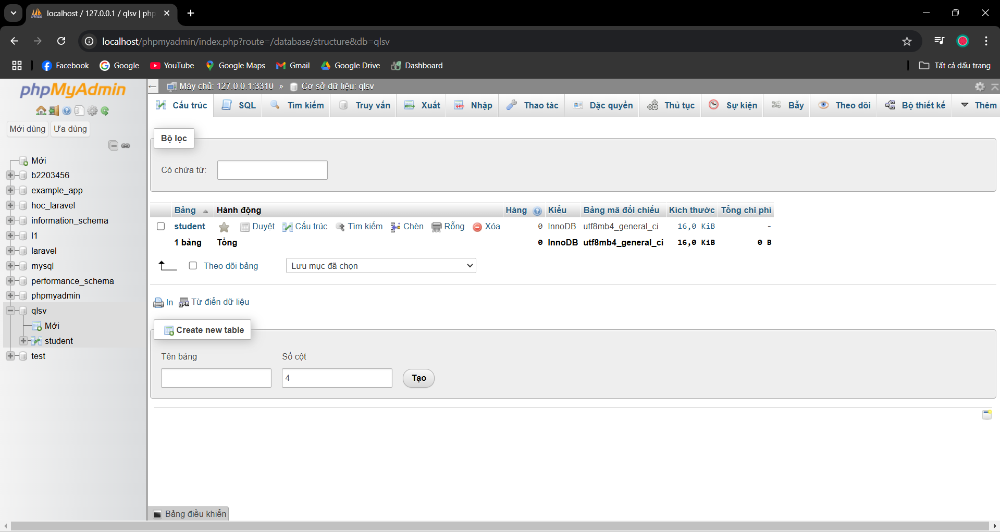 localhost / 127.0.0.1 / qlsv | php
localhost/phpmyadmin/index.php?route=/database/structure&db=qlsv
Facebook Google YouTube Google Maps Gmail Google Drive Dashboard Tất cả dấu trang
phpMyAdmin
Mới dùng Ưa dùng
Mới
b2203456
example_app
hoc_laravel
information_schema
l1
laravel
mysql
performance_schema
phpmyadmin
qlsv
Mới
student
test
Máy chủ: 127.0.0.1:3310 » Cơ sở dữ liệu: qlsv
Cấu trúc SQL Tìm kiếm Truy vấn Xuất Nhập Thao tác Đặc quyền Thủ tục Sự kiện Bẫy Theo dõi Bộ thiết kế Thêm
Bộ lọc
Có chứa từ:
Bảng Hành động Hàng Kiểu Bảng mã đối chiếu Kích thước Tổng chi phí
student Duyệt Cấu trúc Tìm kiếm Chèn Rỗng Xóa 0 InnoDB utf8mb4_general_ci 16,0 KiB -
1 bảng Tổng 0 InnoDB utf8mb4_general_ci 16,0 KiB 0 B
Theo dõi bảng Lưu mục đã chọn
In Từ điển dữ liệu
Create new table
Tên bảng Số cột
4 Tạo
Bảng điều khiển